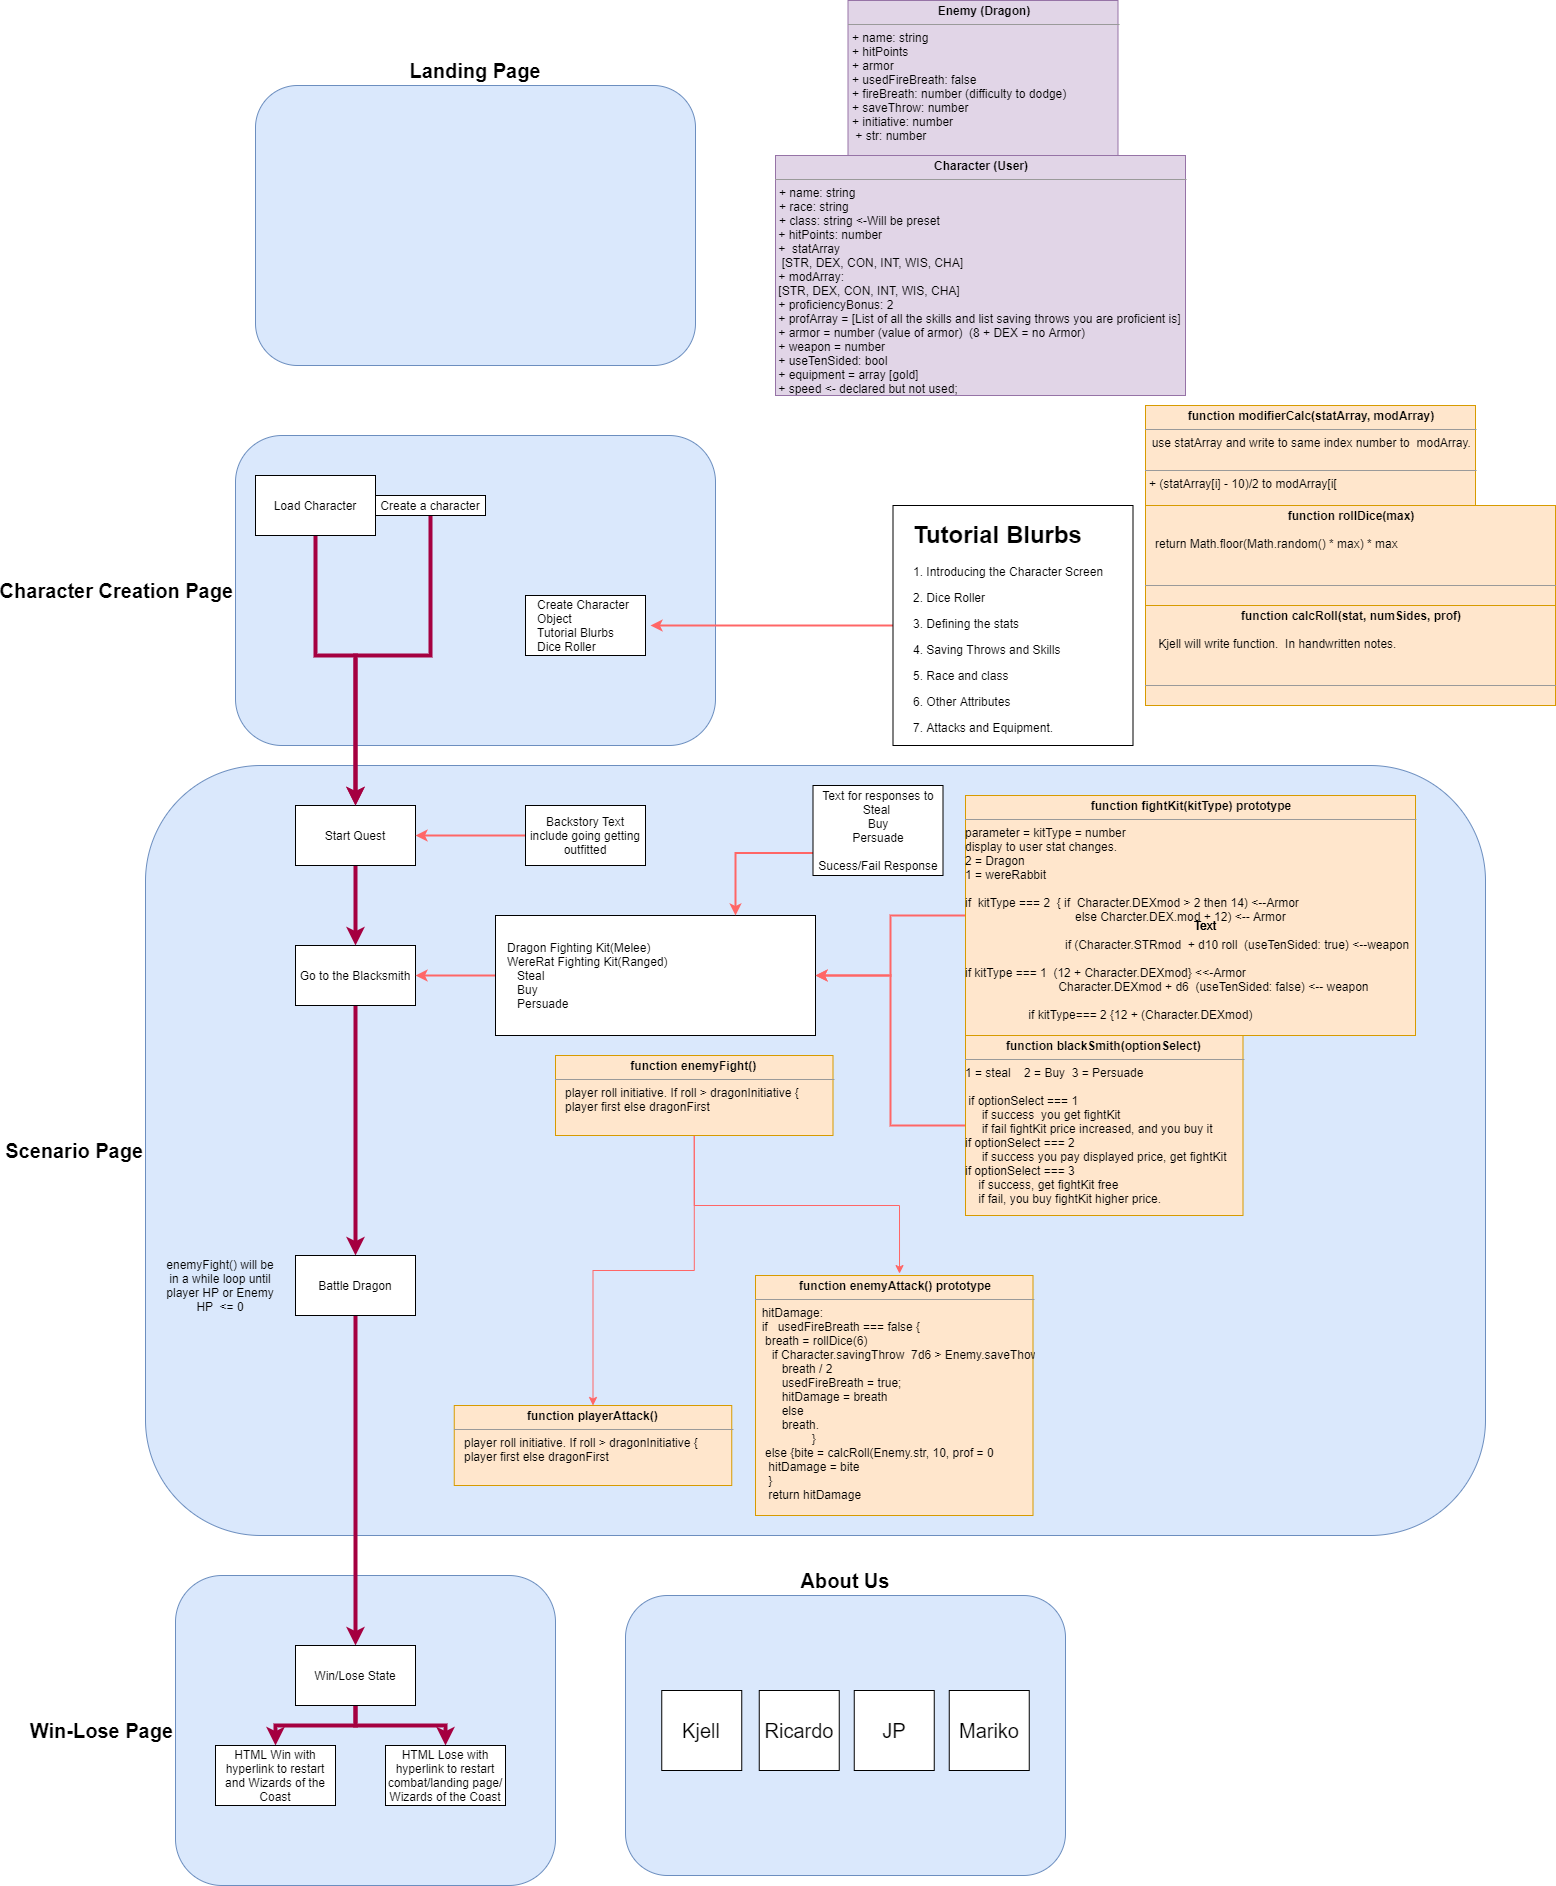 Enemy (Dragon)
+ name: string
+ hitPoints
+ armor
+ usedFireBreath: false
+ fireBreath: number (difficulty to dodge)
+ saveThrow: number
+ initiative: number
+ str: number
Landing Page
Character (User)
+ name: string
+ race: string
+ class: string <-Will be preset
+ hitPoints: number
+  statArray
[STR, DEX, CON, INT, WIS, CHA]
+ modArray:
[STR, DEX, CON, INT, WIS, CHA]
+ proficiencyBonus: 2
+ profArray = [List of all the skills and list saving throws you are proficient is]
+ armor = number (value of armor)  (8 + DEX = no Armor)
+ weapon = number
+ useTenSided: bool
+ equipment = array [gold]
+ speed <- declared but not used;
function modifierCalc(statArray, modArray)
use statArray and write to same index number to  modArray.
+ (statArray[i] - 10)/2 to modArray[i[
function rollDice(max)
return Math.floor(Math.random() * max) * max
function calcRoll(stat, numSides, prof)
Kjell will write function.  In handwritten notes.
Character Creation Page
Load Character
Create a character
Create Character
Object
Tutorial Blurbs
Dice Roller
Tutorial Blurbs
1. Introducing the Character Screen
2. Dice Roller
3. Defining the stats
4. Saving Throws and Skills
5. Race and class
6. Other Attributes
7. Attacks and Equipment.
Scenario Page
Start Quest
Backstory Text
include going getting
outfitted
Text for responses to
Steal
Buy
Persuade
Sucess/Fail Response
Go to the Blacksmith
Dragon Fighting Kit(Melee)
WereRat Fighting Kit(Ranged)
Steal
Buy
Persuade
function fightKit(kitType) prototype
parameter = kitType = number
display to user stat changes.
2 = Dragon
1 = wereRabbit
if  kitType === 2  { if  Character.DEXmod > 2 then 14) <--Armor
else Charcter.DEX.mod + 12) <-- Armor
Text
if (Character.STRmod  + d10 roll  (useTenSided: true) <--weapon
if kitType === 1  (12 + Character.DEXmod} <<-Armor
Character.DEXmod + d6  (useTenSided: false) <-- weapon
if kitType=== 2 {12 + (Character.DEXmod)
function blackSmith(optionSelect)
1 = steal    2 = Buy  3 = Persuade
if optionSelect === 1
if success  you get fightKit
if fail fightKit price increased, and you buy it
if optionSelect === 2
if success you pay displayed price, get fightKit
if optionSelect === 3
if success, get fightKit free
if fail, you buy fightKit higher price.
function enemyFight()
player roll initiative. If roll > dragonInitiative {
player first else dragonFirst
enemyFight() will be
in a while loop until
player HP or Enemy
HP  <= 0
Battle Dragon
function enemyAttack() prototype
hitDamage:
if   usedFireBreath === false {
breath = rollDice(6)
if Character.savingThrow  7d6 > Enemy.saveThow
breath / 2
usedFireBreath = true;
hitDamage = breath
else
breath.
}
else {bite = calcRoll(Enemy.str, 10, prof = 0
hitDamage = bite
}
return hitDamage
function playerAttack()
player roll initiative. If roll > dragonInitiative {
player first else dragonFirst
Win-Lose Page
Win/Lose State
HTML Win with
hyperlink to restart
and Wizards of the
Coast
HTML Lose with
hyperlink to restart
combat/landing page/
Wizards of the Coast
About Us
Kjell
Ricardo
JP
Mariko